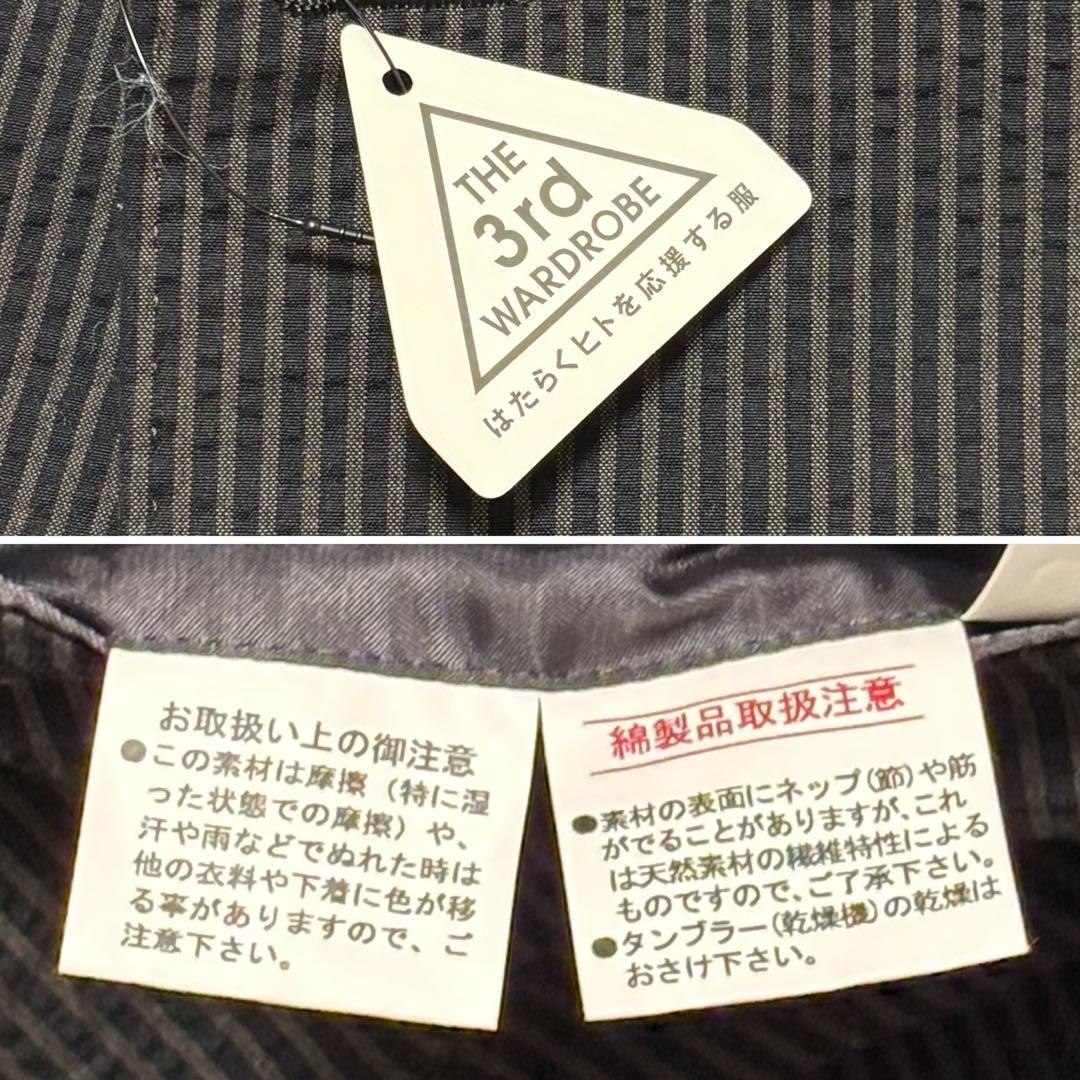 THE
3rd
WARDROBE
はたらくヒトを応援する服
お取扱い上の御注意
●この素材は摩擦（特に湿
った状態での摩擦）や、
汗や雨などでぬれた時は
他の衣料や下着に色が移
る事がありますので、ご
注意下さい。
綿製品取扱注意
●素材の表面にネップ(節)や筋
がでることがありますが、これ
は天然素材の繊維特性による
ものですので、ご了承下さい。
●タンブラー(乾燥機)の乾燥は
おさけ下さい。